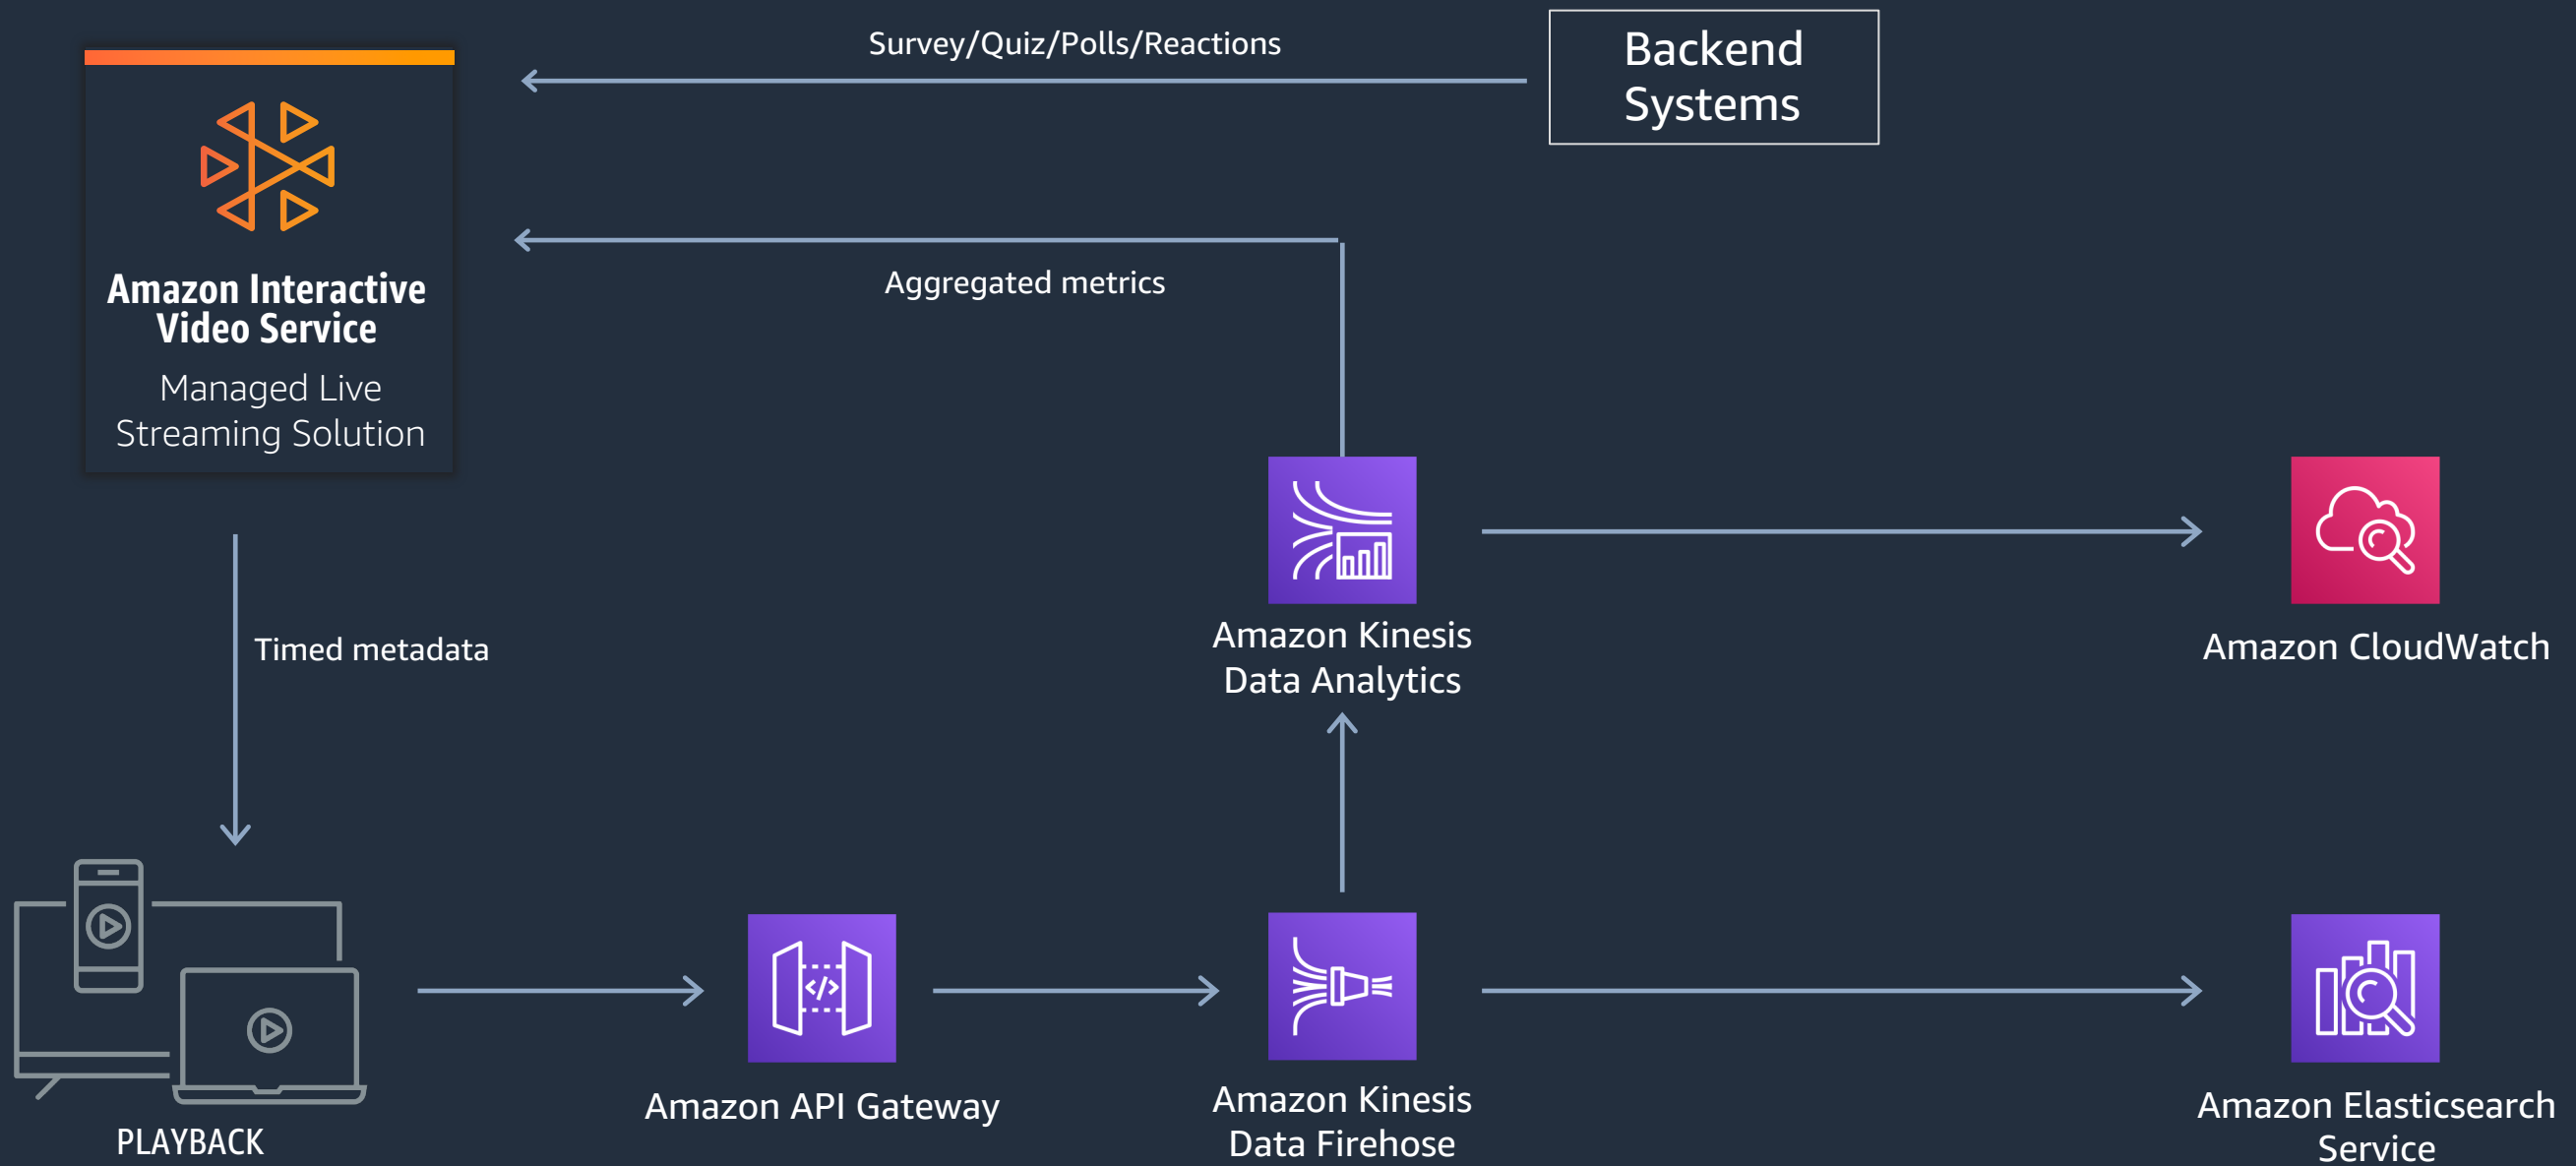 Survey/Quiz/Polls/Reactions
Backend
Systems
Amazon Interactive
Video Service
Managed Live
Streaming Solution
Aggregated metrics
Timed metadata
Amazon Kinesis
Data Analytics
Amazon CloudWatch
PLAYBACK
</>
Amazon API Gateway
Amazon Kinesis
Data Firehose
Amazon Elasticsearch
Service